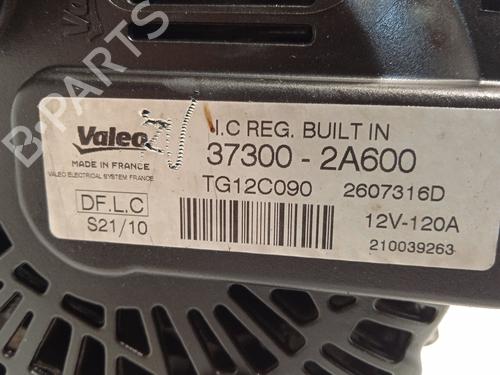 Valeo
I.C REG. BUILT IN
37300 - 2A600
MADE IN FRANCE
VALEO ELECTRICAL SYSTEM FRANCE
TG12C090 2607316D
DF.L.C
12V-120A
S21/10
210039263
B-PARTS